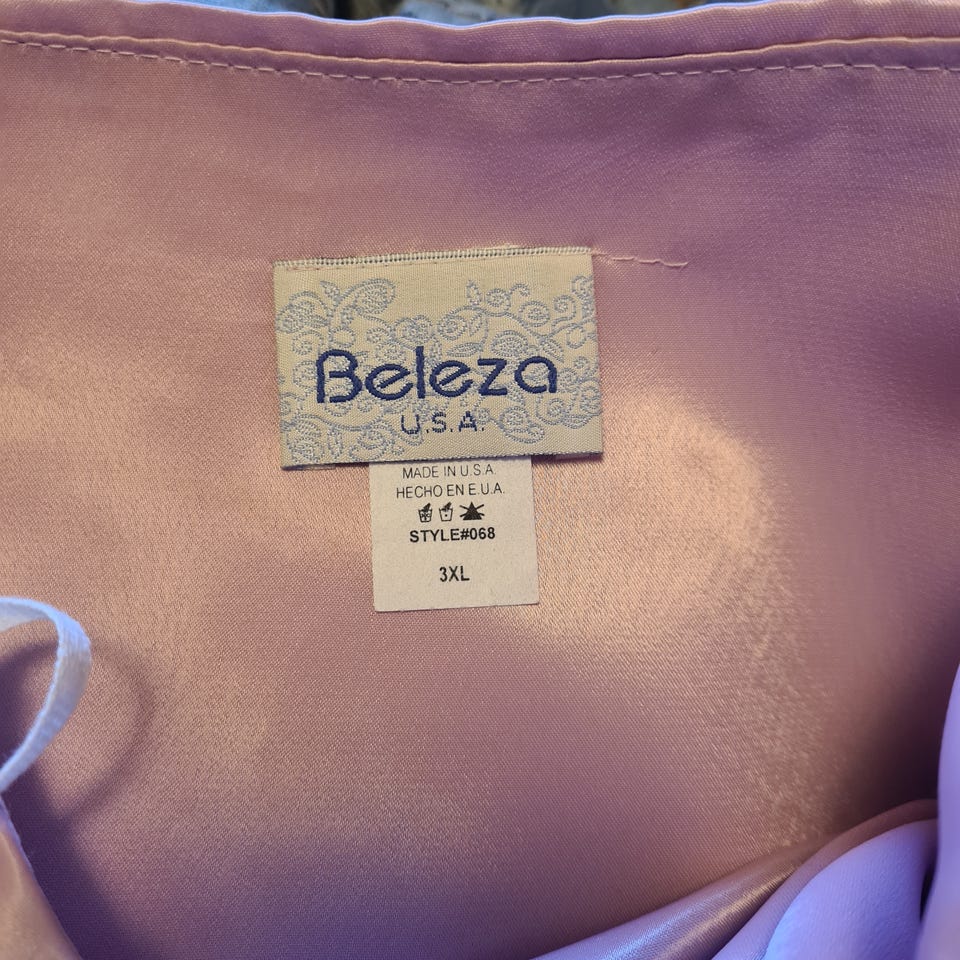 Beleza
U.S.A.
MADE IN U.S.A.
HECHO EN E.U.A.
STYLE#068
3XL